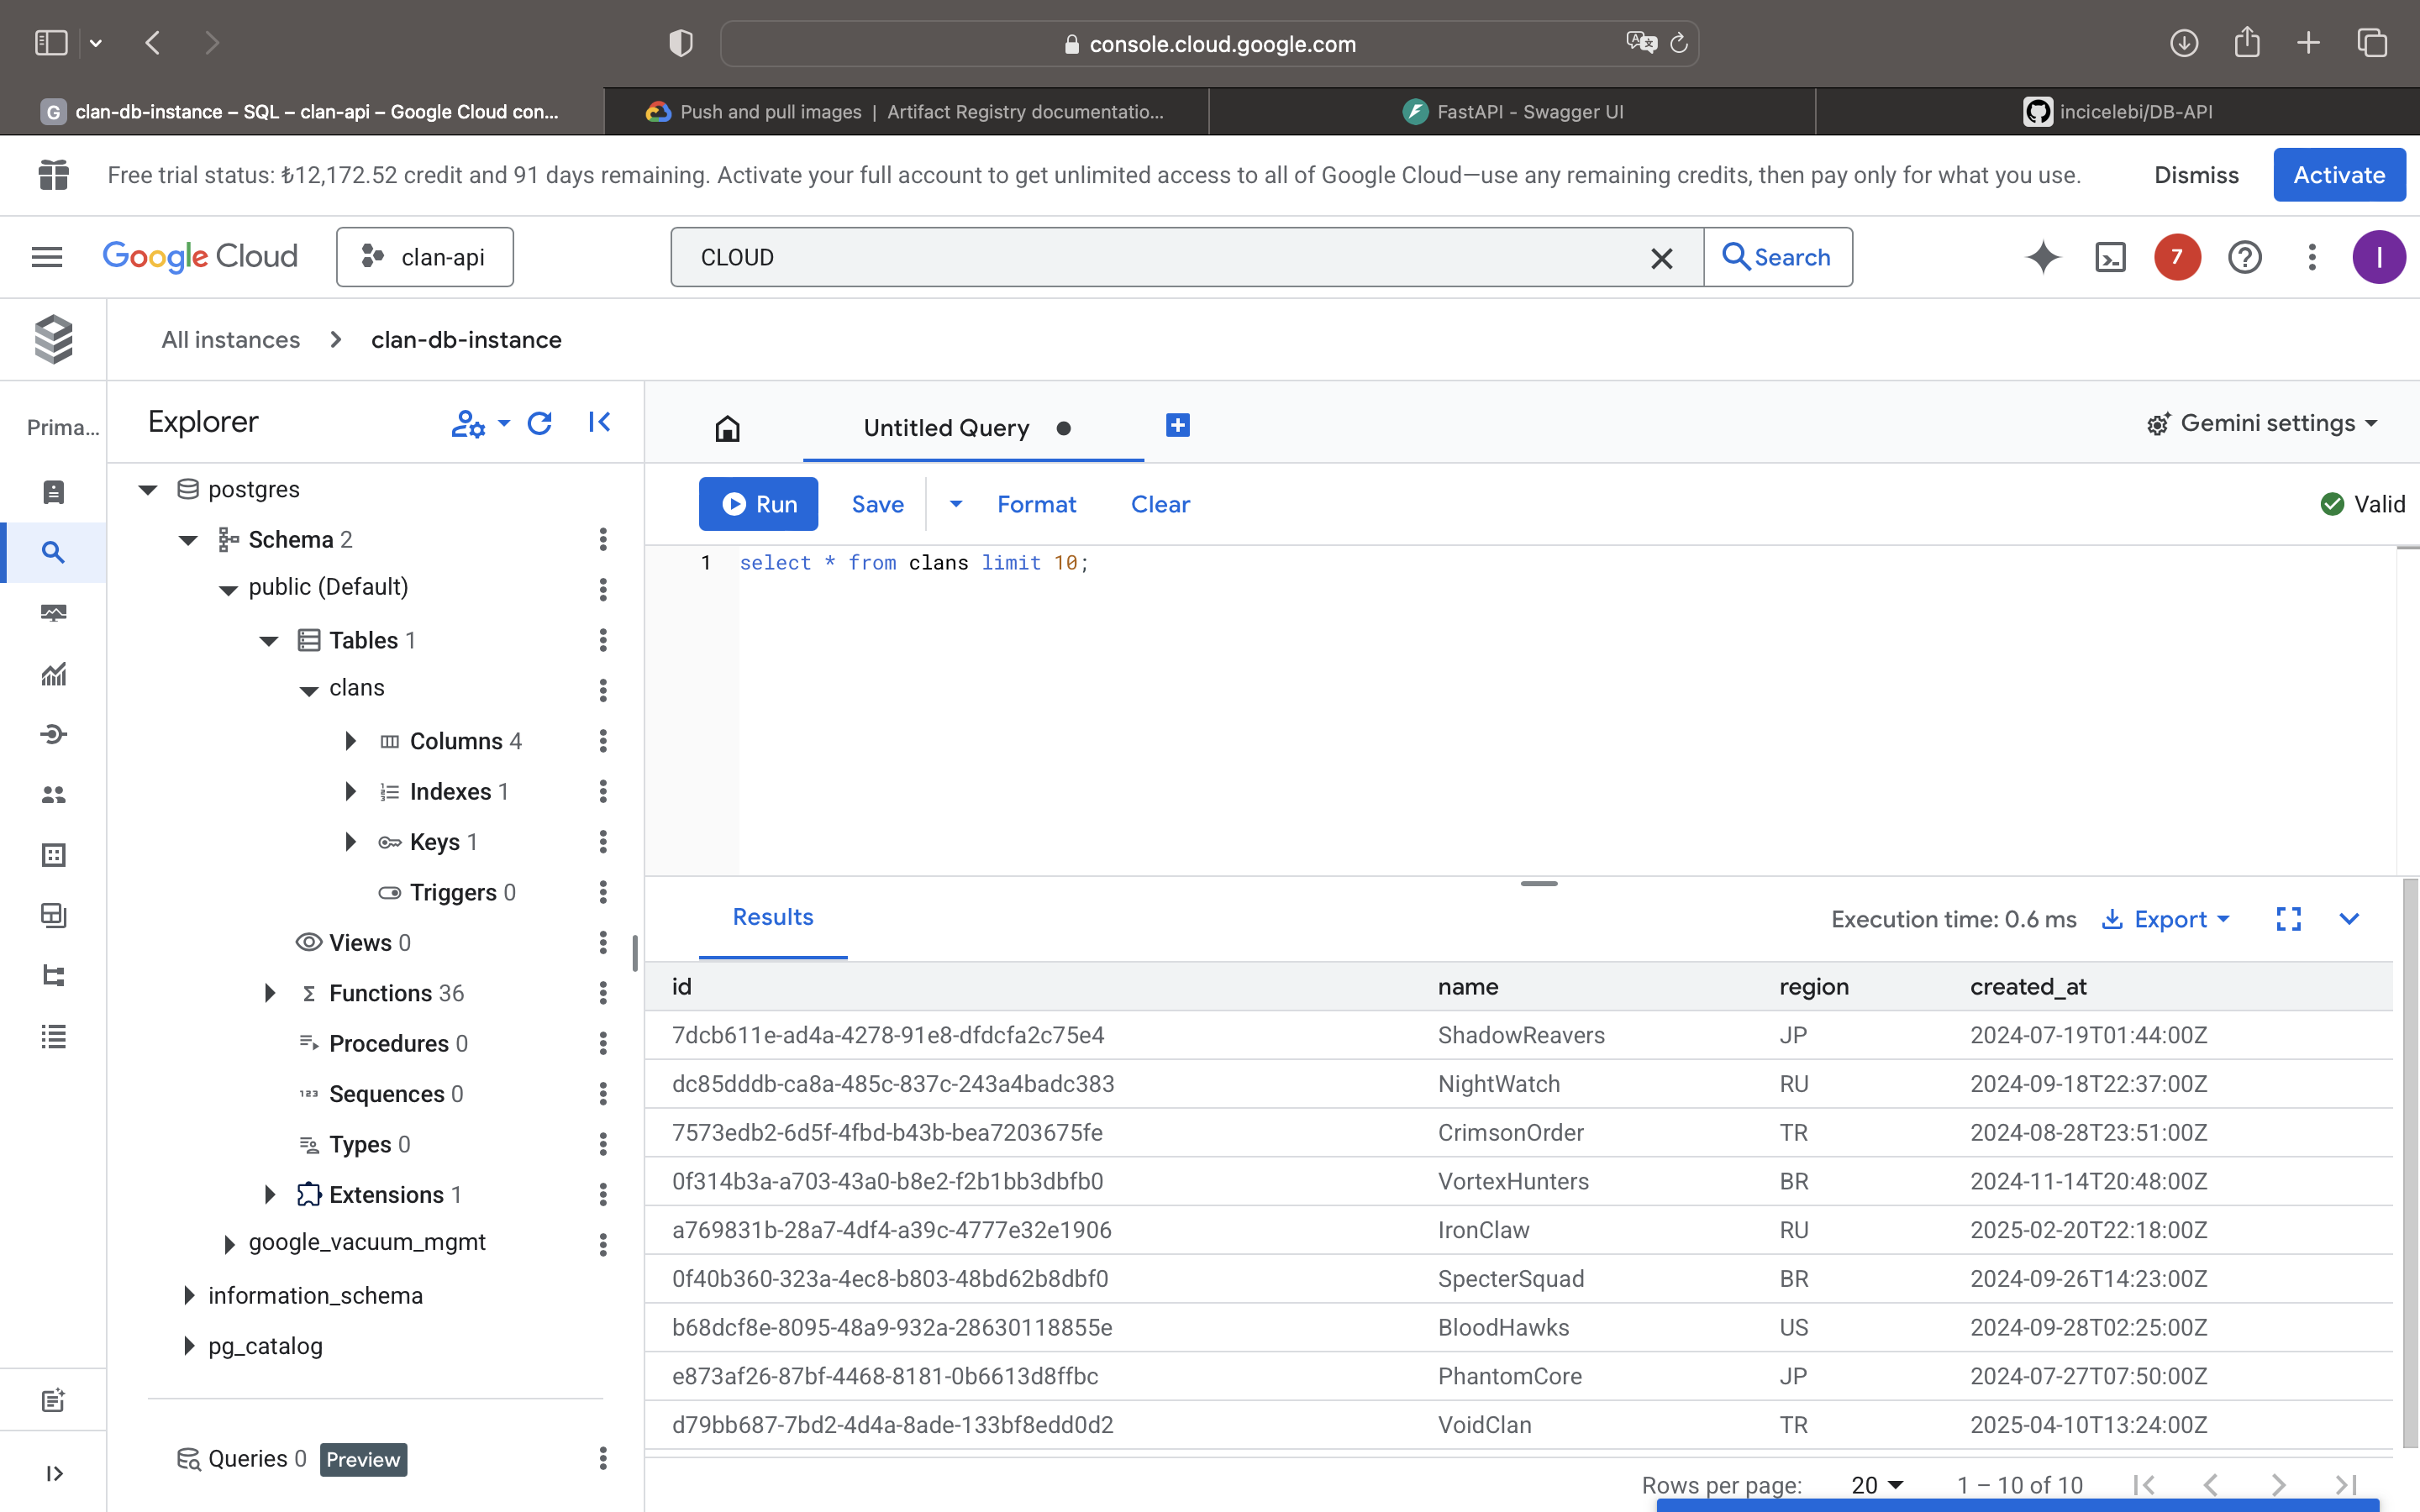 console.cloud.google.com
G clan-db-instance – SQL – clan-api – Google Cloud con...
Push and pull images | Artifact Registry documentatio...
FastAPI - Swagger UI
incicelebi/DB-API
Free trial status: ₺12,172.52 credit and 91 days remaining. Activate your full account to get unlimited access to all of Google Cloud—use any remaining credits, then pay only for what you use.
Dismiss
Activate
Google Cloud
clan-api
CLOUD
Search
7
I
All instances
clan-db-instance
Prima...
Explorer
Untitled Query
Gemini settings
Run
Save
Format
Clear
Valid
1 select * from clans limit 10;
postgres
Schema 2
public (Default)
Tables 1
clans
Columns 4
Indexes 1
Keys 1
Triggers 0
Views 0
Functions 36
Procedures 0
Sequences 0
Types 0
Extensions 1
google_vacuum_mgmt
information_schema
pg_catalog
Queries 0 Preview
Results
Execution time: 0.6 ms
Export
id name region created_at
7dcb611e-ad4a-4278-91e8-dfdcfa2c75e4 ShadowReavers JP 2024-07-19T01:44:00Z
dc85dddb-ca8a-485c-837c-243a4badc383 NightWatch RU 2024-09-18T22:37:00Z
7573edb2-6d5f-4fbd-b43b-bea7203675fe CrimsonOrder TR 2024-08-28T23:51:00Z
0f314b3a-a703-43a0-b8e2-f2b1bb3dbfb0 VortexHunters BR 2024-11-14T20:48:00Z
a769831b-28a7-4df4-a39c-4777e32e1906 IronClaw RU 2025-02-20T22:18:00Z
0f40b360-323a-4ec8-b803-48bd62b8dbf0 SpecterSquad BR 2024-09-26T14:23:00Z
b68dcf8e-8095-48a9-932a-28630118855e BloodHawks US 2024-09-28T02:25:00Z
e873af26-87bf-4468-8181-0b6613d8ffbc PhantomCore JP 2024-07-27T07:50:00Z
d79bb687-7bd2-4d4a-8ade-133bf8edd0d2 VoidClan TR 2025-04-10T13:24:00Z
Rows per page: 20 1 – 10 of 10